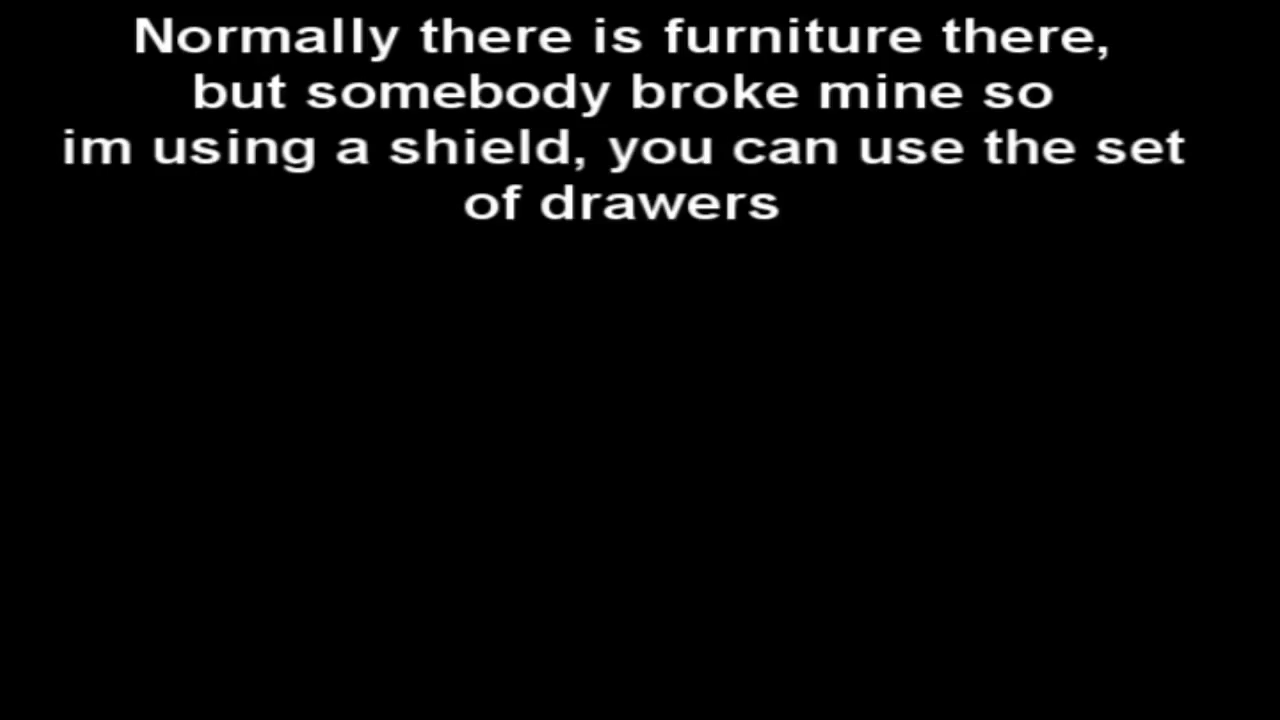 Normally there is furniture there,
but somebody broke mine so
im using a shield, you can use the set
of drawers